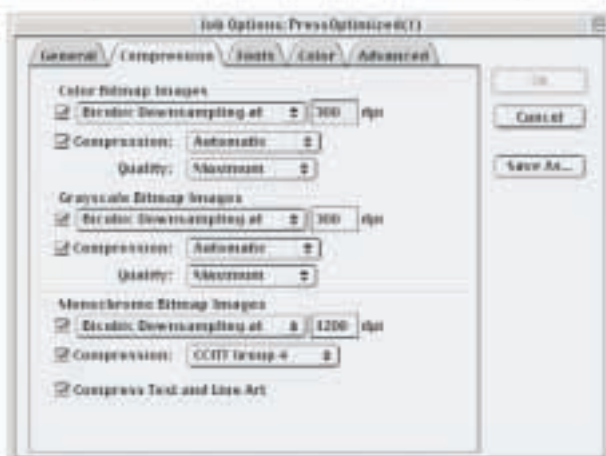 Job Options:PressOptimized(1)
General Compression Fonts Color Advanced
Color Bitmap Images
Bicubic Downsampling at 300 dpi
Compression: Automatic
Quality: Maximum
Grayscale Bitmap Images
Bicubic Downsampling at 300 dpi
Compression: Automatic
Quality: Maximum
Monochrome Bitmap Images
Bicubic Downsampling at 1200 dpi
Compression: CCITT Group 4
Compress Text and Line Art
Cancel
Save As...